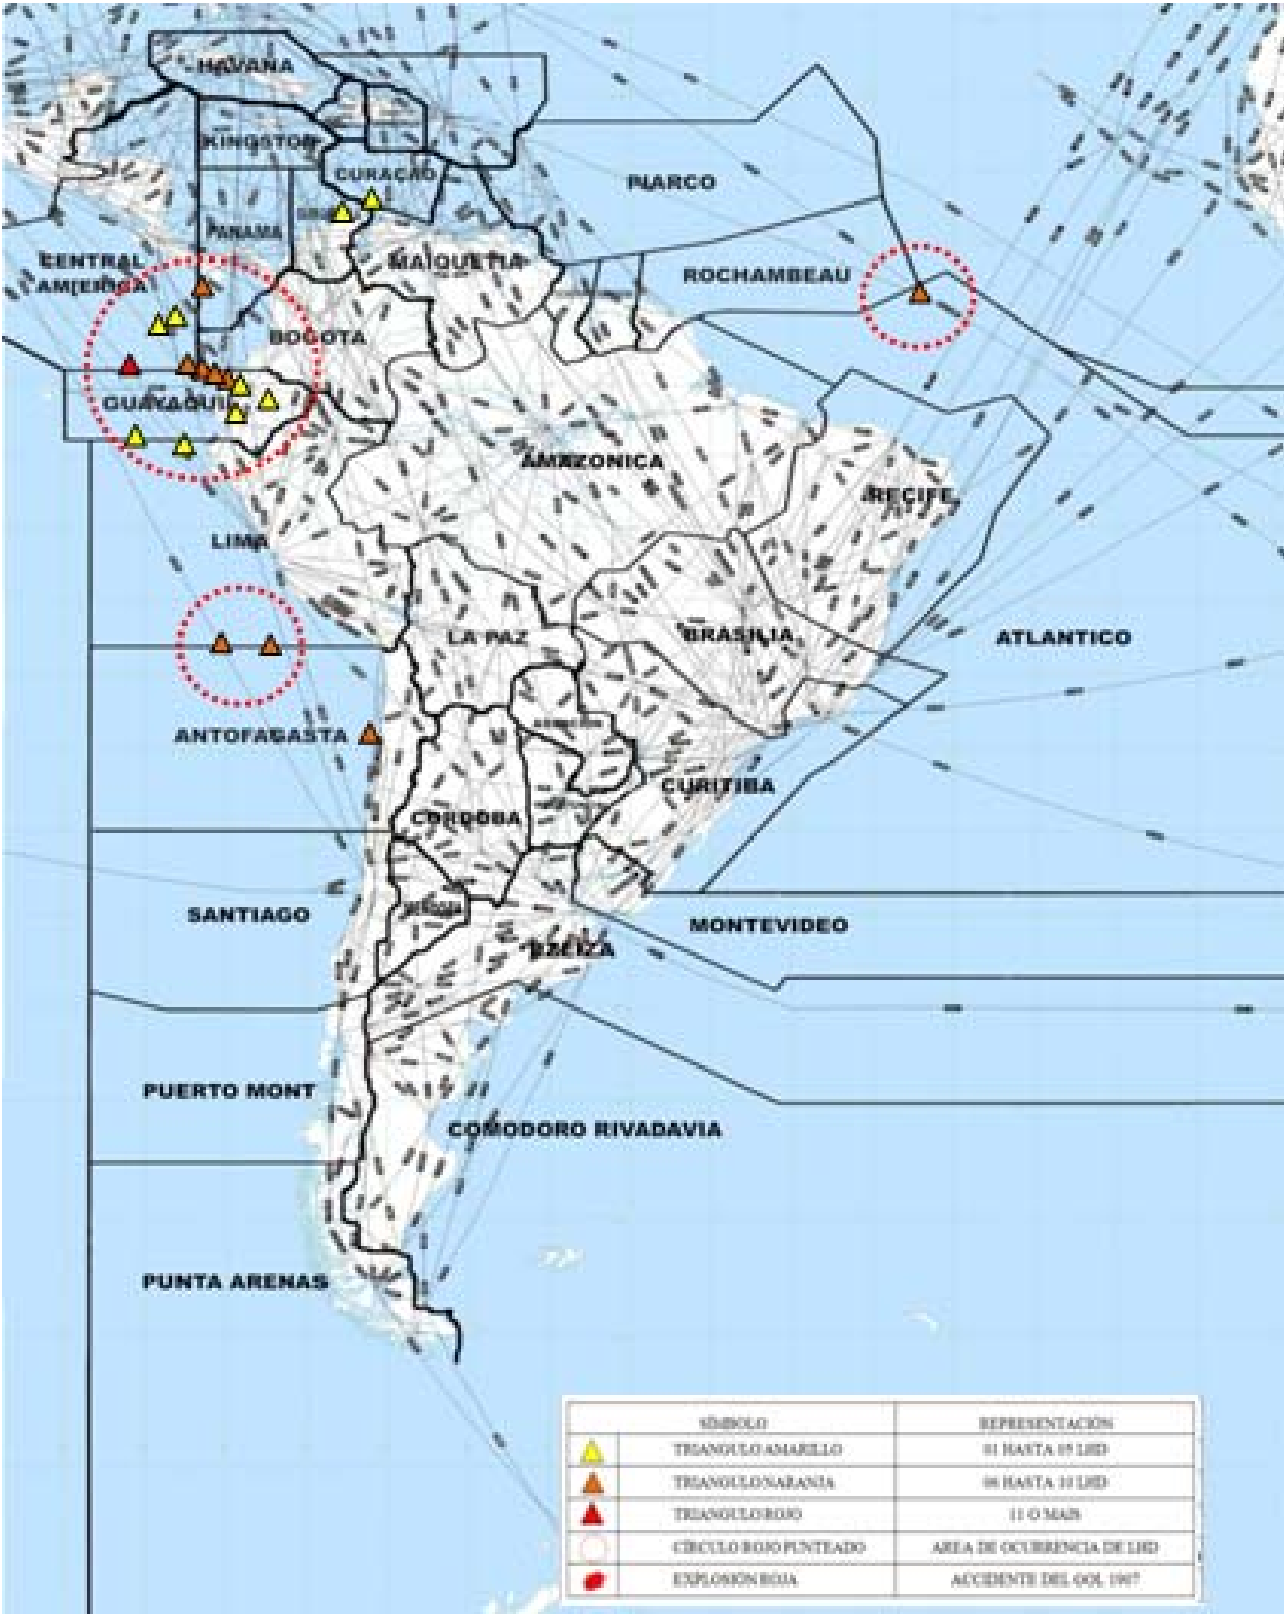 HAVANA
KINGSTON
CURAÇAO
PIARCO
PANAMA
CENTRAL
AMERICA
MAIQUETIA
ROCHAMBEAU
BOGOTA
GUAYAQUIL
AMAZONICA
RECIFE
LIMA
LA PAZ
BRASILIA
ATLANTICO
ANTOFAGASTA
CURITIBA
CORDOBA
SANTIAGO
MONTEVIDEO
EZEIZA
PUERTO MONT
COMODORO RIVADAVIA
PUNTA ARENAS
SÍMBOLO REPRESENTACIÓN
TRIANGULO AMARILLO 01 HASTA 05 LHD
TRIANGULO NARANJA 06 HASTA 10 LHD
TRIANGULO ROJO 11 O MAIS
CÍRCULO ROJO PUNTEADO AREA DE OCURRENCIA DE LHD
EXPLOSIÓN ROJA ACCIDENTE DEL GOL 1907